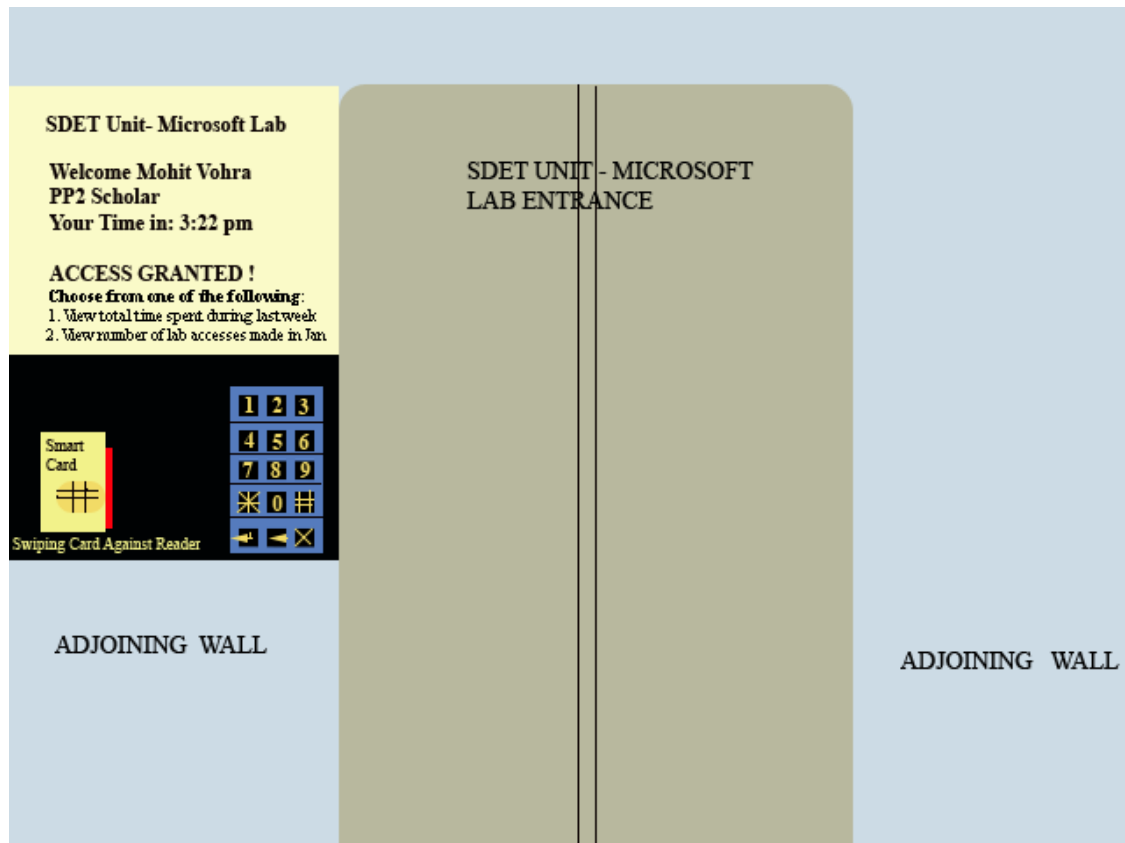 SDET Unit- Microsoft Lab
Welcome Mohit Vohra
PP2 Scholar
Your Time in: 3:22 pm
ACCESS GRANTED !
Choose from one of the following:
1. View total time spent during last week
2. View number of lab accesses made in Jan
SDET UNIT - MICROSOFT
LAB ENTRANCE
1 2 3
4 5 6
7 8 9
* 0 #
Smart
Card
Swiping Card Against Reader
ADJOINING WALL
ADJOINING WALL